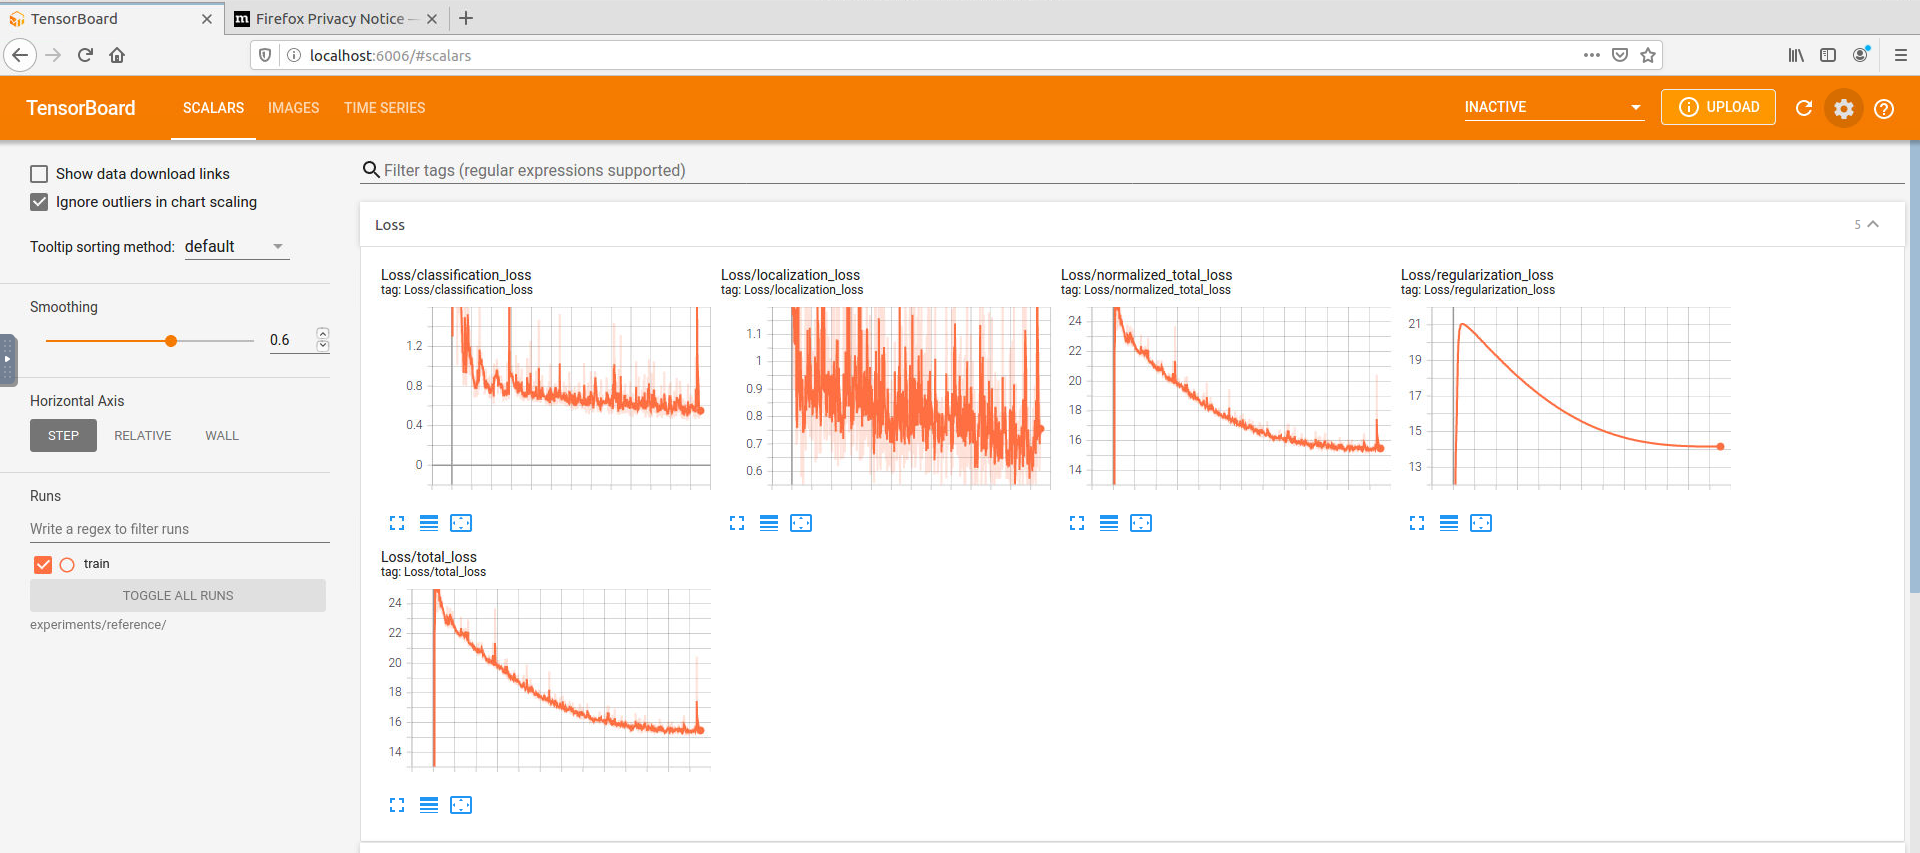 TensorBoard
Firefox Privacy Notice —
localhost:6006/#scalars
TensorBoard
SCALARS
IMAGES
TIME SERIES
INACTIVE
UPLOAD
Show data download links
Ignore outliers in chart scaling
Tooltip sorting method: default
Smoothing
0.6
Horizontal Axis
STEP
RELATIVE
WALL
Runs
Write a regex to filter runs
train
TOGGLE ALL RUNS
experiments/reference/
Filter tags (regular expressions supported)
Loss
5
Loss/classification_loss
tag: Loss/classification_loss
1.2
0.8
0.4
0
Loss/localization_loss
tag: Loss/localization_loss
1.1
1
0.9
0.8
0.7
0.6
Loss/normalized_total_loss
tag: Loss/normalized_total_loss
24
22
20
18
16
14
Loss/regularization_loss
tag: Loss/regularization_loss
21
19
17
15
13
Loss/total_loss
tag: Loss/total_loss
24
22
20
18
16
14